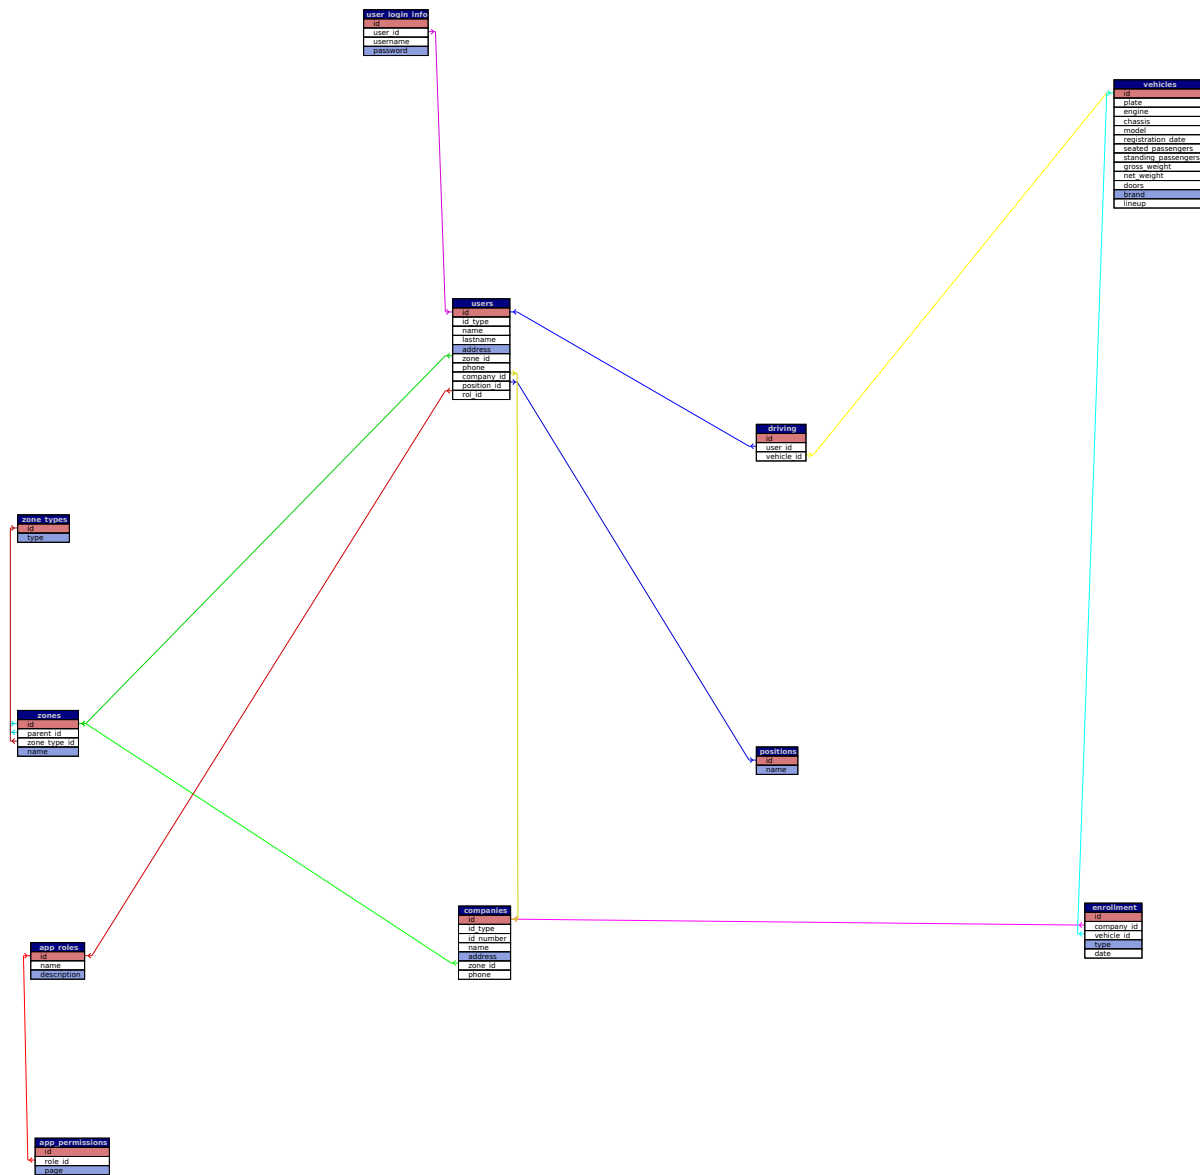 user_login_info
id
user_id
username
password
vehicles
id
plate
engine
chassis
model
registration_date
seated_passengers
standing_passengers
gross_weight
net_weight
doors
brand
lineup
users
id
id_type
name
lastname
address
zone_id
phone
company_id
position_id
rol_id
driving
id
user_id
vehicle_id
zone_types
id
type
zones
id
parent_id
zone_type_id
name
positions
id
name
companies
id
id_type
id_number
name
address
zone_id
phone
enrollment
id
company_id
vehicle_id
type
date
app_roles
id
name
description
app_permissions
id
role_id
page